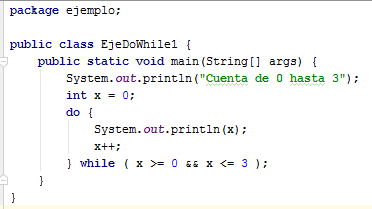 package ejemplo;
public class EjeDoWhile1 {
public static void main(String[] args) {
System.out.println("Cuenta de 0 hasta 3");
int x = 0;
do {
System.out.println(x);
x++;
} while ( x >= 0 && x <= 3 );
}
}